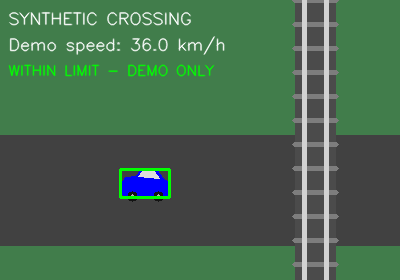 SYNTHETIC CROSSING
Demo speed: 36.0 km/h
WITHIN LIMIT - DEMO ONLY